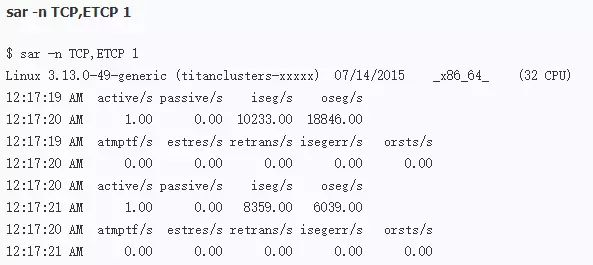 sar -n TCP,ETCP 1
$ sar -n TCP,ETCP 1
Linux 3.13.0-49-generic (titanclusters-xxxxx)  07/14/2015    _x86_64_    (32 CPU)
12:17:19 AM  active/s passive/s    iseg/s    oseg/s
12:17:20 AM      1.00      0.00  10233.00  18846.00
12:17:19 AM  atmptf/s  estres/s retrans/s isegerr/s   orsts/s
12:17:20 AM      0.00      0.00      0.00      0.00      0.00
12:17:20 AM  active/s passive/s    iseg/s    oseg/s
12:17:21 AM      1.00      0.00   8359.00   6039.00
12:17:20 AM  atmptf/s  estres/s retrans/s isegerr/s   orsts/s
12:17:21 AM      0.00      0.00      0.00      0.00      0.00